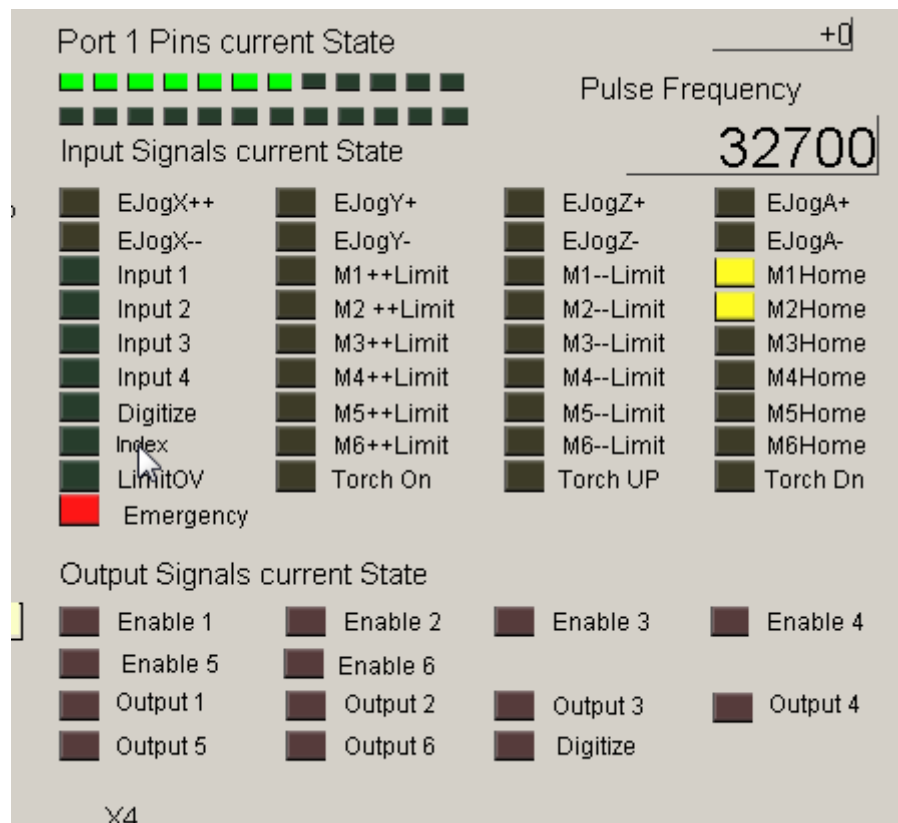 Port 1 Pins current State +0
Pulse Frequency
32700
Input Signals current State
EJogX++ EJogY+ EJogZ+ EJogA+
EJogX-- EJogY- EJogZ- EJogA-
Input 1 M1++Limit M1--Limit M1Home
Input 2 M2 ++Limit M2--Limit M2Home
Input 3 M3++Limit M3--Limit M3Home
Input 4 M4++Limit M4--Limit M4Home
Digitize M5++Limit M5--Limit M5Home
Index M6++Limit M6--Limit M6Home
LimitOV Torch On Torch UP Torch Dn
Emergency
Output Signals current State
Enable 1 Enable 2 Enable 3 Enable 4
Enable 5 Enable 6
Output 1 Output 2 Output 3 Output 4
Output 5 Output 6 Digitize